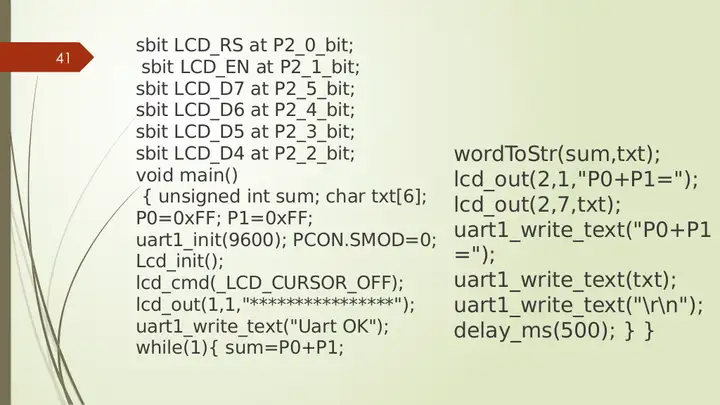 41
sbit LCD_RS at P2_0_bit;
sbit LCD_EN at P2_1_bit;
sbit LCD_D7 at P2_5_bit;
sbit LCD_D6 at P2_4_bit;
sbit LCD_D5 at P2_3_bit;
sbit LCD_D4 at P2_2_bit;
void main()
{ unsigned int sum; char txt[6];
P0=0xFF; P1=0xFF;
uart1_init(9600); PCON.SMOD=0;
Lcd_init();
lcd_cmd(_LCD_CURSOR_OFF);
lcd_out(1,1,"****************");
uart1_write_text("Uart OK");
while(1){ sum=P0+P1;
wordToStr(sum,txt);
lcd_out(2,1,"P0+P1=");
lcd_out(2,7,txt);
uart1_write_text("P0+P1
=");
uart1_write_text(txt);
uart1_write_text("\r\n");
delay_ms(500); } }